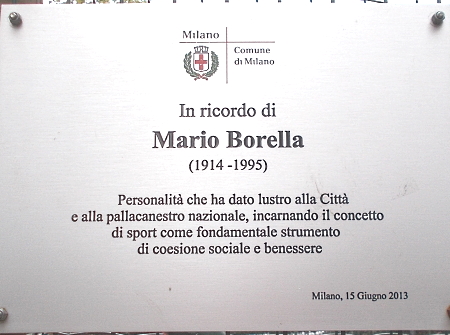 Milano
Comune
di Milano
In ricordo di
Mario Borella
(1914 -1995)
Personalità che ha dato lustro alla Città
e alla pallacanestro nazionale, incarnando il concetto
di sport come fondamentale strumento
di coesione sociale e benessere
Milano, 15 Giugno 2013